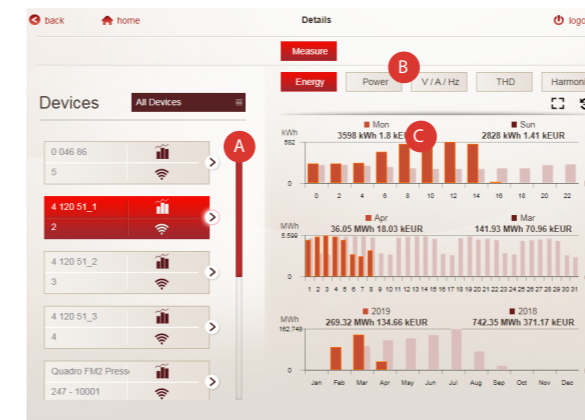 back home Details logo
Measure
Energy Power V / A / Hz THD Harmoni
B
Devices All Devices
A
C
0 046 86
5
4 120 51_1
2
4 120 51_2
3
4 120 51_3
4
Quadro FM2 Presse
247 - 10001
Mon Sun
kWh 3598 kWh 1.8 kEU 2828 kWh 1.41 kEUR
582
0
0 2 4 6 8 10 12 14 16 18 20 22
Apr Mar
MWh 36.05 MWh 18.03 kEUR 141.93 MWh 70.96 kEUR
5.599
0
1 2 3 4 5 6 7 8 9 10 11 12 13 14 15 16 17 18 19 20 21 22 23 24 25 26 27 28 29 30 31
2019 2018
MWh 269.32 MWh 134.66 kEUR 742.35 MWh 371.17 kEUR
162.748
0
Jan Feb Mar Apr May Jun Jul Aug Sep Oct Nov Dec